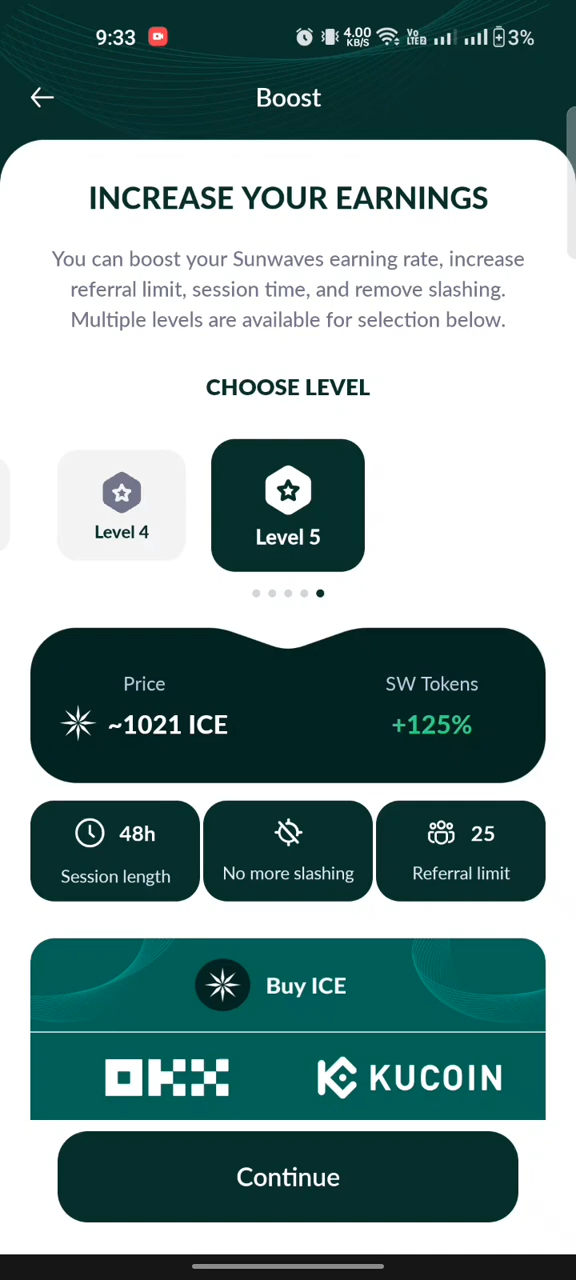 9:33 4.00 KB/S Vo LTE2 3%
Boost
INCREASE YOUR EARNINGS
You can boost your Sunwaves earning rate, increase
referral limit, session time, and remove slashing.
Multiple levels are available for selection below.
CHOOSE LEVEL
Level 4
Level 5
Price
SW Tokens
~1021 ICE
+125%
48h
25
Session length
No more slashing
Referral limit
Buy ICE
OKX
KUCOIN
Continue